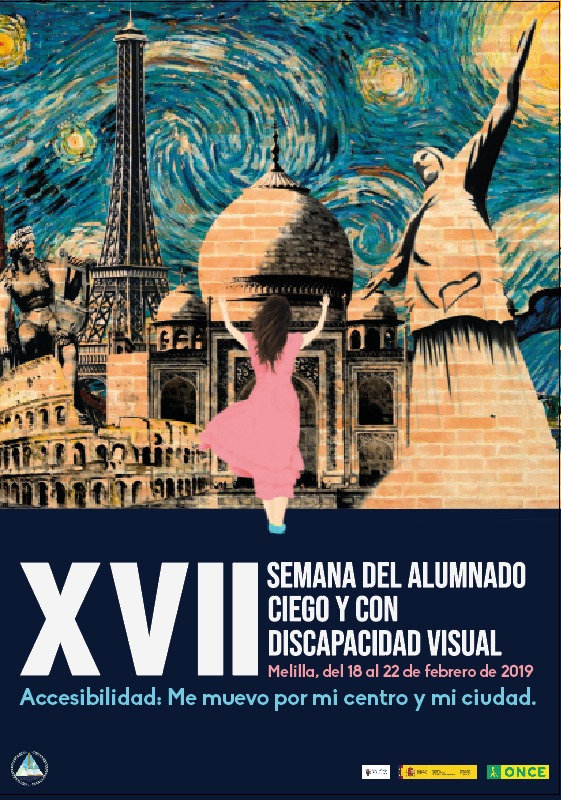 XVII
SEMANA DEL ALUMNADO
CIEGO Y CON
DISCAPACIDAD VISUAL
Melilla, del 18 al 22 de febrero de 2019
Accesibilidad: Me muevo por mi centro y mi ciudad.
ONCE